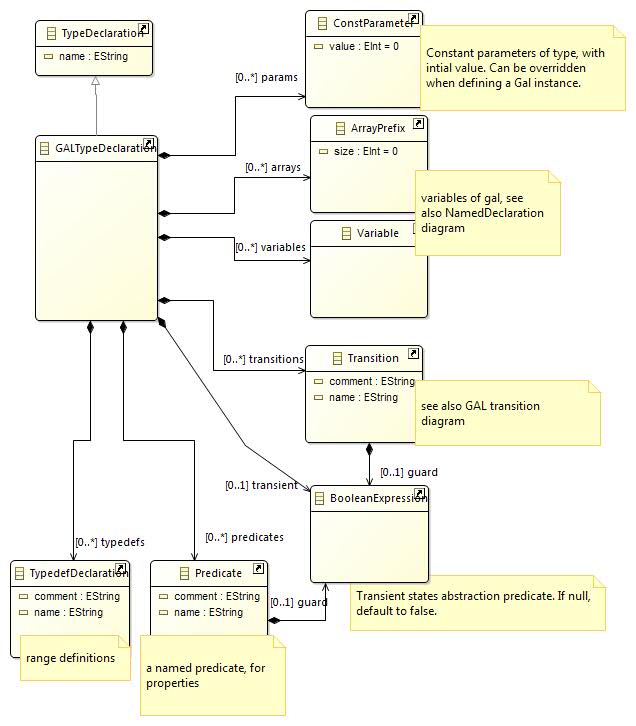 TypeDeclaration
name : EString
ConstParameter
value : EInt = 0
Constant parameters of type, with
intial value. Can be overridden
when defining a Gal instance.
[0..*] params
GALTypeDeclaration
ArrayPrefix
size : EInt = 0
[0..*] arrays
variables of gal, see
also NamedDeclaration
diagram
Variable
[0..*] variables
Transition
comment : EString
name : EString
[0..*] transitions
see also GAL transition
diagram
[0..1] guard
[0..1] transient
BooleanExpression
[0..*] typedefs
[0..*] predicates
TypedefDeclaration
comment : EString
name : EString
range definitions
Predicate
comment : EString
name : EString
[0..1] guard
a named predicate, for
properties
Transient states abstraction predicate. If null,
default to false.